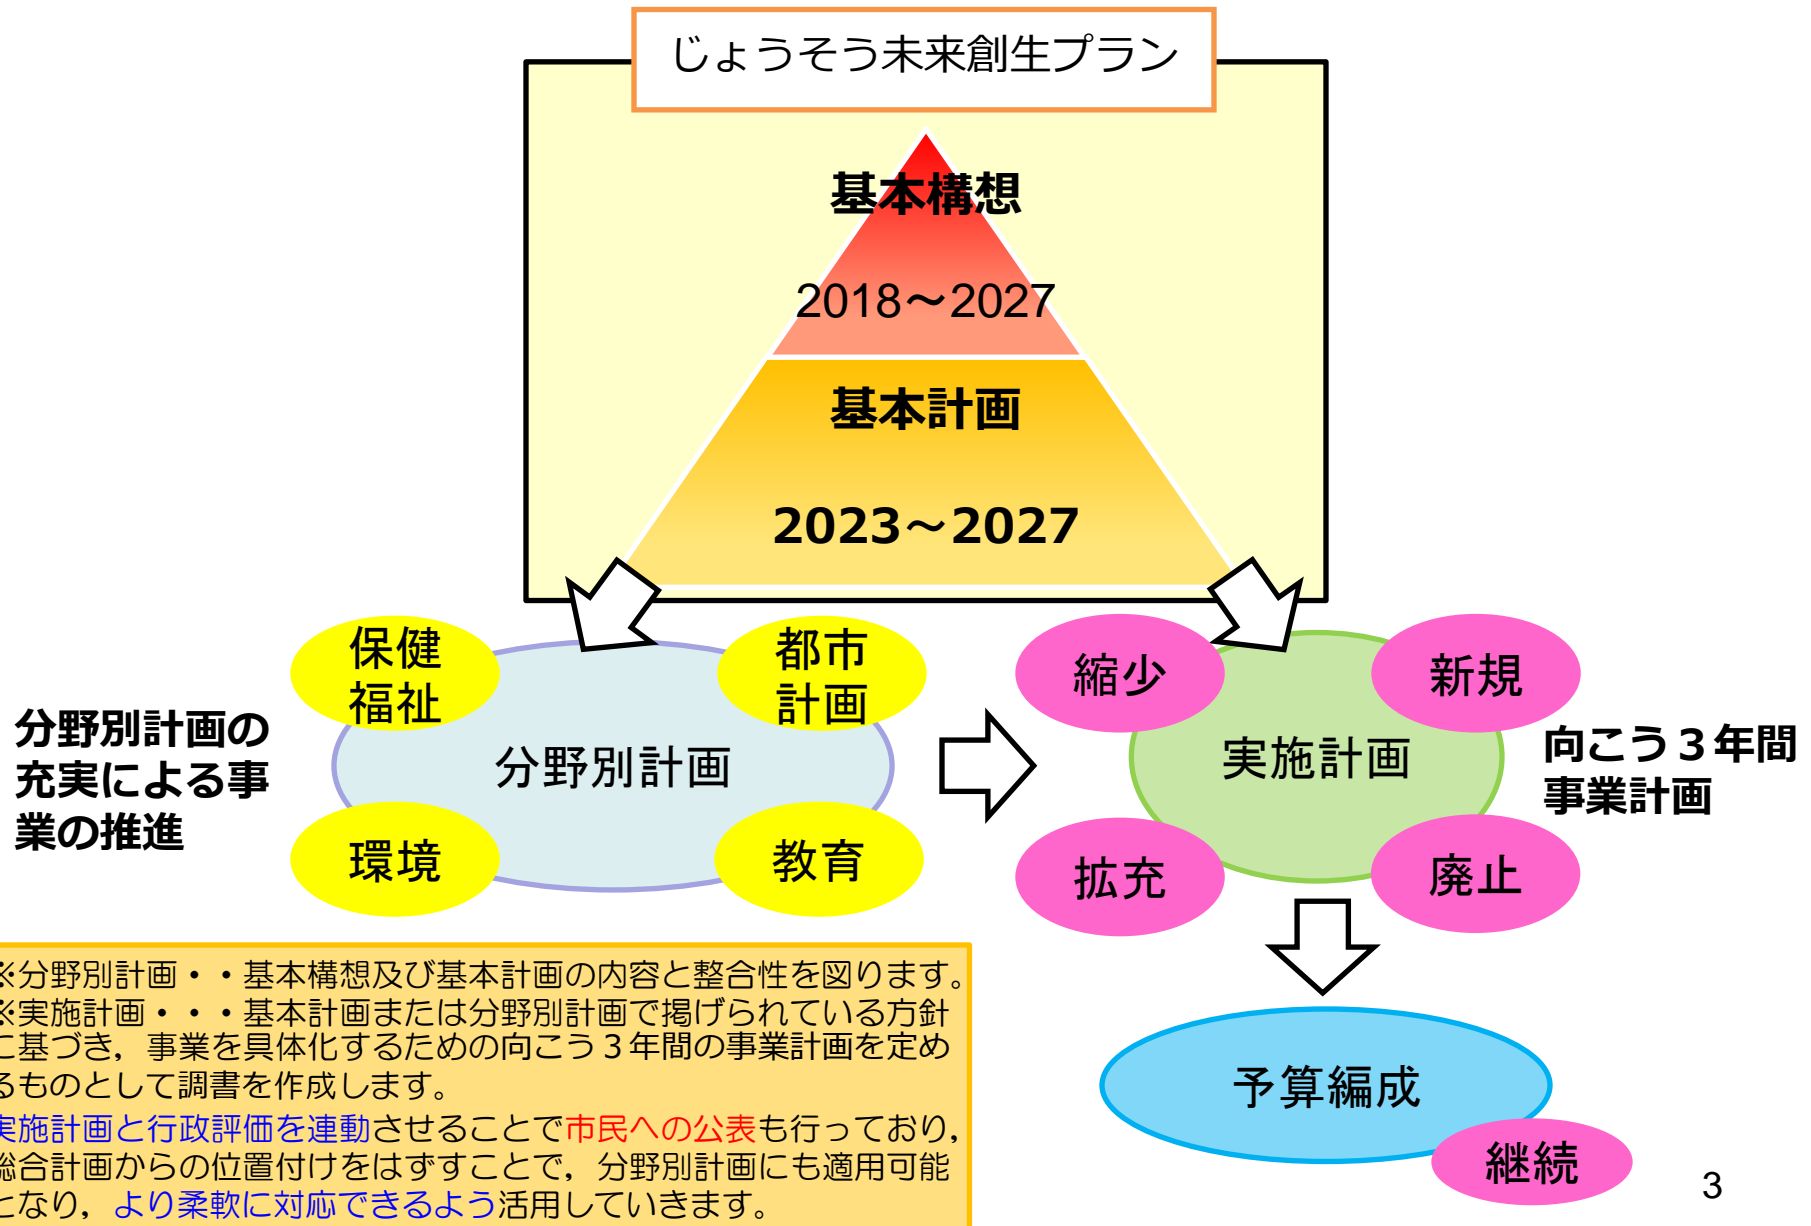 じょうそう未来創生プラン
基本構想
2018～2027
基本計画
2023～2027
保健
福祉
都市
計画
分野別計画
環境
教育
分野別計画の
充実による事
業の推進
縮少
新規
実施計画
拡充
廃止
向こう３年間
事業計画
※分野別計画・・基本構想及び基本計画の内容と整合性を図ります。
※実施計画・・・基本計画または分野別計画で掲げられている方針
に基づき，事業を具体化するための向こう３年間の事業計画を定め
るものとして調書を作成します。
実施計画と行政評価を連動させることで市民への公表も行っており，
総合計画からの位置付けをはずすことで，分野別計画にも適用可能
となり，より柔軟に対応できるよう活用していきます。
予算編成
継続
3